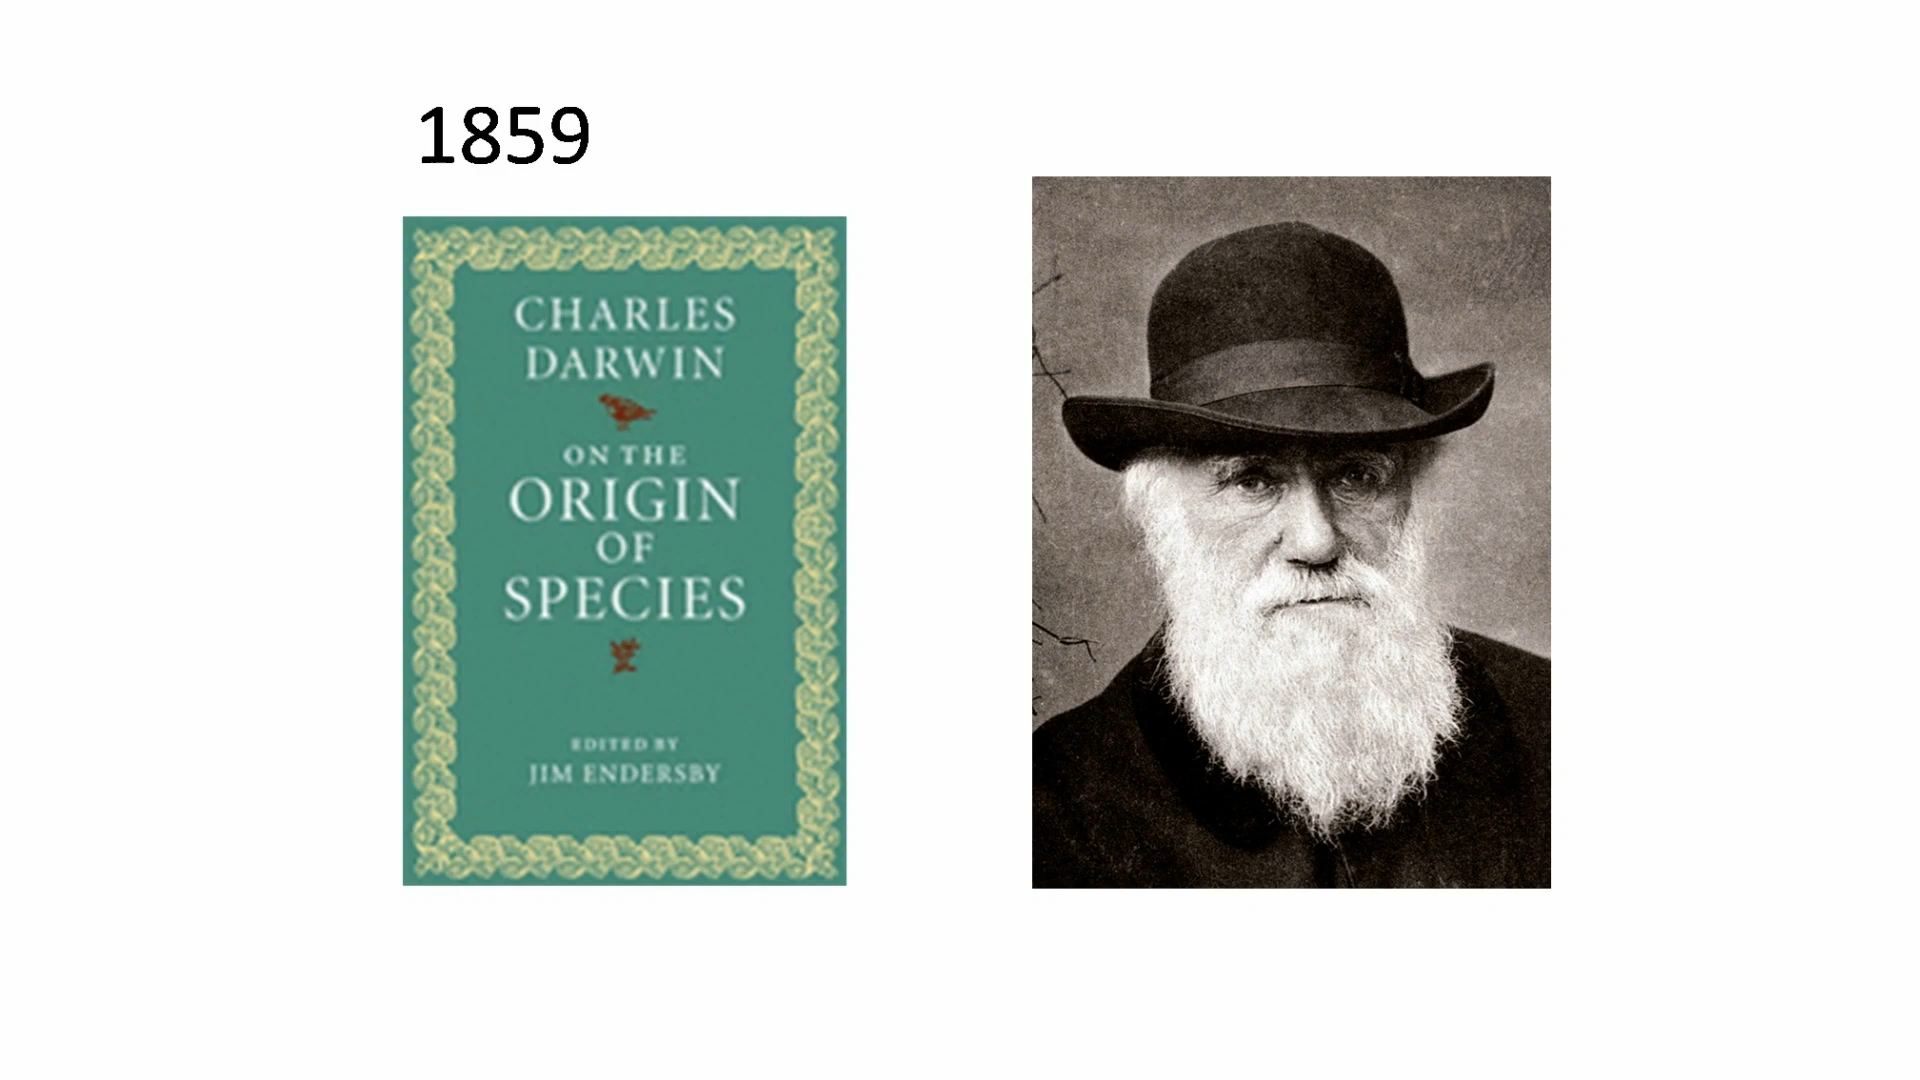 1859
CHARLES
DARWIN
ON THE
ORIGIN
OF
SPECIES
EDITED BY
JIM ENDERSBY